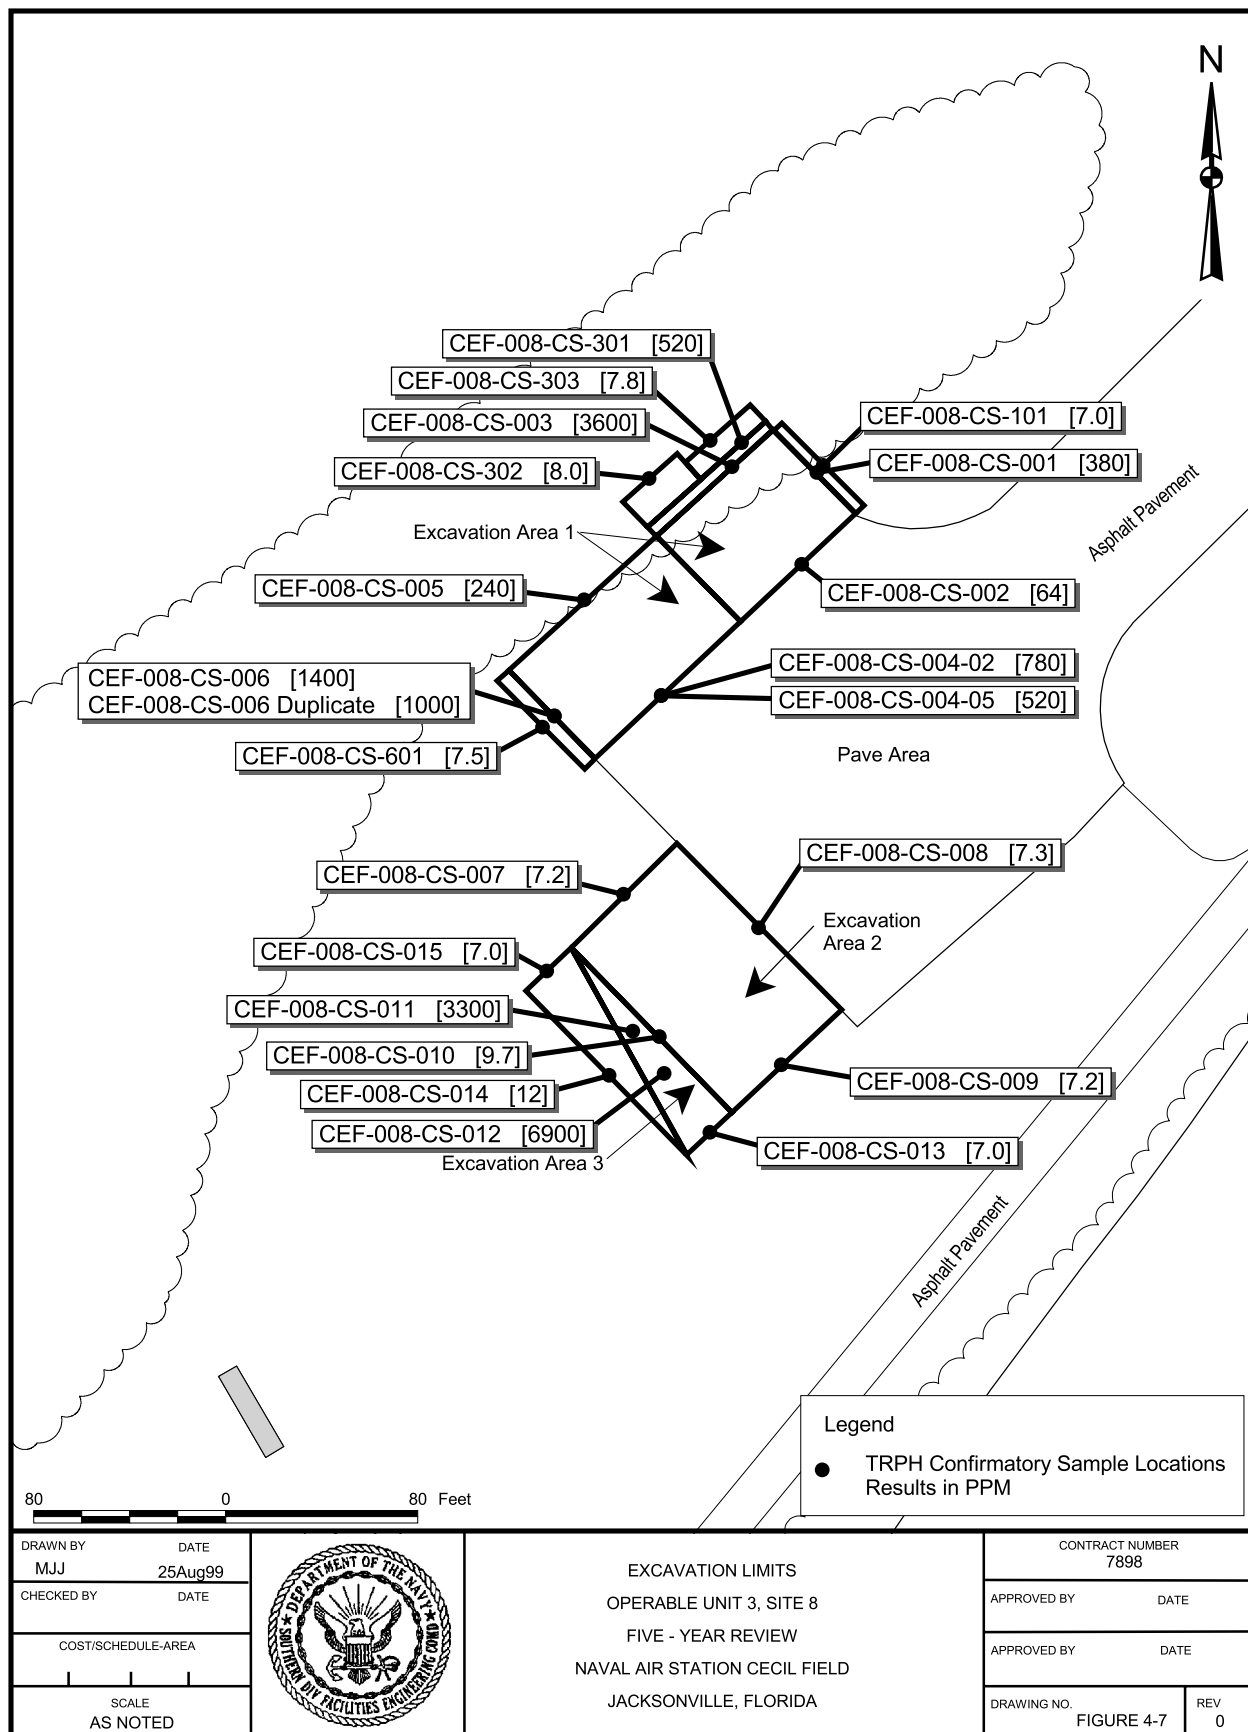 N
CEF-008-CS-301 [520]
CEF-008-CS-303 [7.8]
CEF-008-CS-003 [3600]
CEF-008-CS-302 [8.0]
CEF-008-CS-101 [7.0]
CEF-008-CS-001 [380]
Asphalt Pavement
Excavation Area 1
CEF-008-CS-005 [240]
CEF-008-CS-002 [64]
CEF-008-CS-006 [1400]
CEF-008-CS-006 Duplicate [1000]
CEF-008-CS-004-02 [780]
CEF-008-CS-004-05 [520]
CEF-008-CS-601 [7.5]
Pave Area
CEF-008-CS-007 [7.2]
CEF-008-CS-008 [7.3]
Excavation
Area 2
CEF-008-CS-015 [7.0]
CEF-008-CS-011 [3300]
CEF-008-CS-010 [9.7]
CEF-008-CS-014 [12]
CEF-008-CS-012 [6900]
Excavation Area 3
CEF-008-CS-009 [7.2]
CEF-008-CS-013 [7.0]
Asphalt Pavement
Legend
TRPH Confirmatory Sample Locations
Results in PPM
80 0 80 Feet
DRAWN BY DATE
MJJ 25Aug99
CHECKED BY DATE
COST/SCHEDULE-AREA
SCALE
AS NOTED
DEPARTMENT OF THE NAVY
SOUTHERN DIV FACILITIES ENGINEERING COMD
EXCAVATION LIMITS
OPERABLE UNIT 3, SITE 8
FIVE - YEAR REVIEW
NAVAL AIR STATION CECIL FIELD
JACKSONVILLE, FLORIDA
CONTRACT NUMBER
7898
APPROVED BY DATE
APPROVED BY DATE
DRAWING NO.
FIGURE 4-7
REV
0